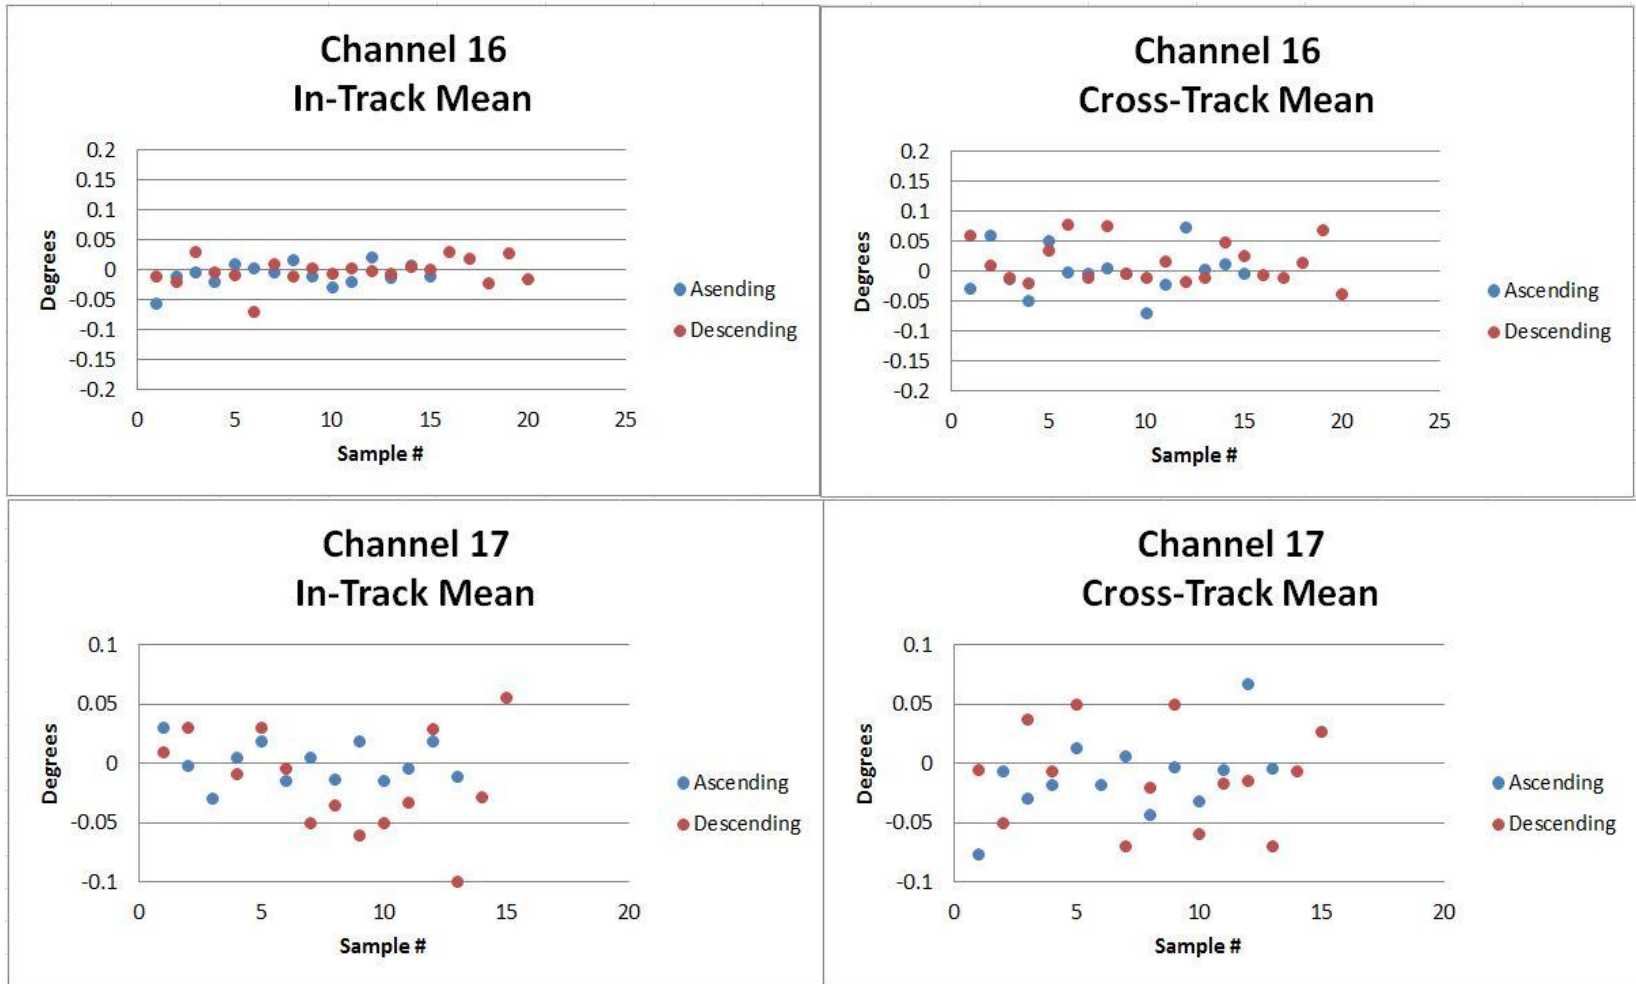 Channel 16
In-Track Mean
0.2
0.15
0.1
0.05
0
-0.05
-0.1
-0.15
-0.2
Degrees
0 5 10 15 20 25
Sample #
Asending
Descending
Channel 16
Cross-Track Mean
0.2
0.15
0.1
0.05
0
-0.05
-0.1
-0.15
-0.2
Degrees
0 5 10 15 20 25
Sample #
Ascending
Descending
Channel 17
In-Track Mean
0.1
0.05
0
-0.05
-0.1
Degrees
0 5 10 15 20
Sample #
Ascending
Descending
Channel 17
Cross-Track Mean
0.1
0.05
0
-0.05
-0.1
Degrees
0 5 10 15 20
Sample #
Ascending
Descending